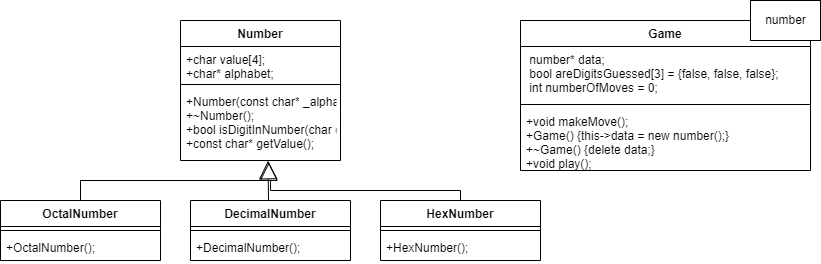 Number
+char value[4];
+char* alphabet;
+Number(const char* _alpha
+~Number();
+bool isDigitInNumber(char
+const char* getValue();
number
Game
number* data;
bool areDigitsGuessed[3] = {false, false, false};
int numberOfMoves = 0;
+void makeMove();
+Game() {this->data = new number();}
+~Game() {delete data;}
+void play();
OctalNumber
+OctalNumber();
DecimalNumber
+DecimalNumber();
HexNumber
+HexNumber();